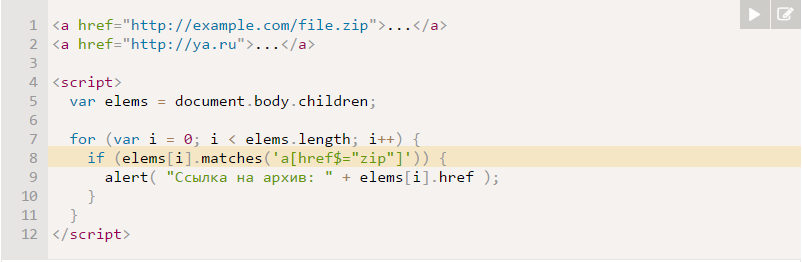 1 <a href="http://example.com/file.zip">...</a>
2 <a href="http://ya.ru">...</a>
3
4 <script>
5   var elems = document.body.children;
6
7   for (var i = 0; i < elems.length; i++) {
8     if (elems[i].matches('a[href$="zip"]')) {
9       alert( "Ссылка на архив: " + elems[i].href );
10     }
11   }
12 </script>